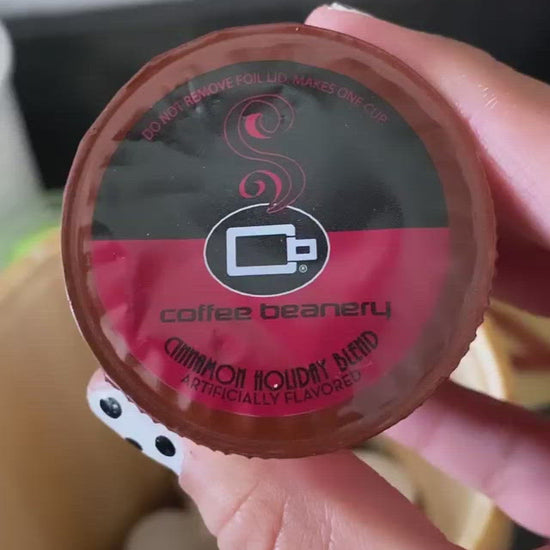 DO NOT REMOVE FOIL LID. MAKES ONE CUP
®
coffee beanery
CINNAMON HOLIDAY BLEND
ARTIFICIALLY FLAVORED